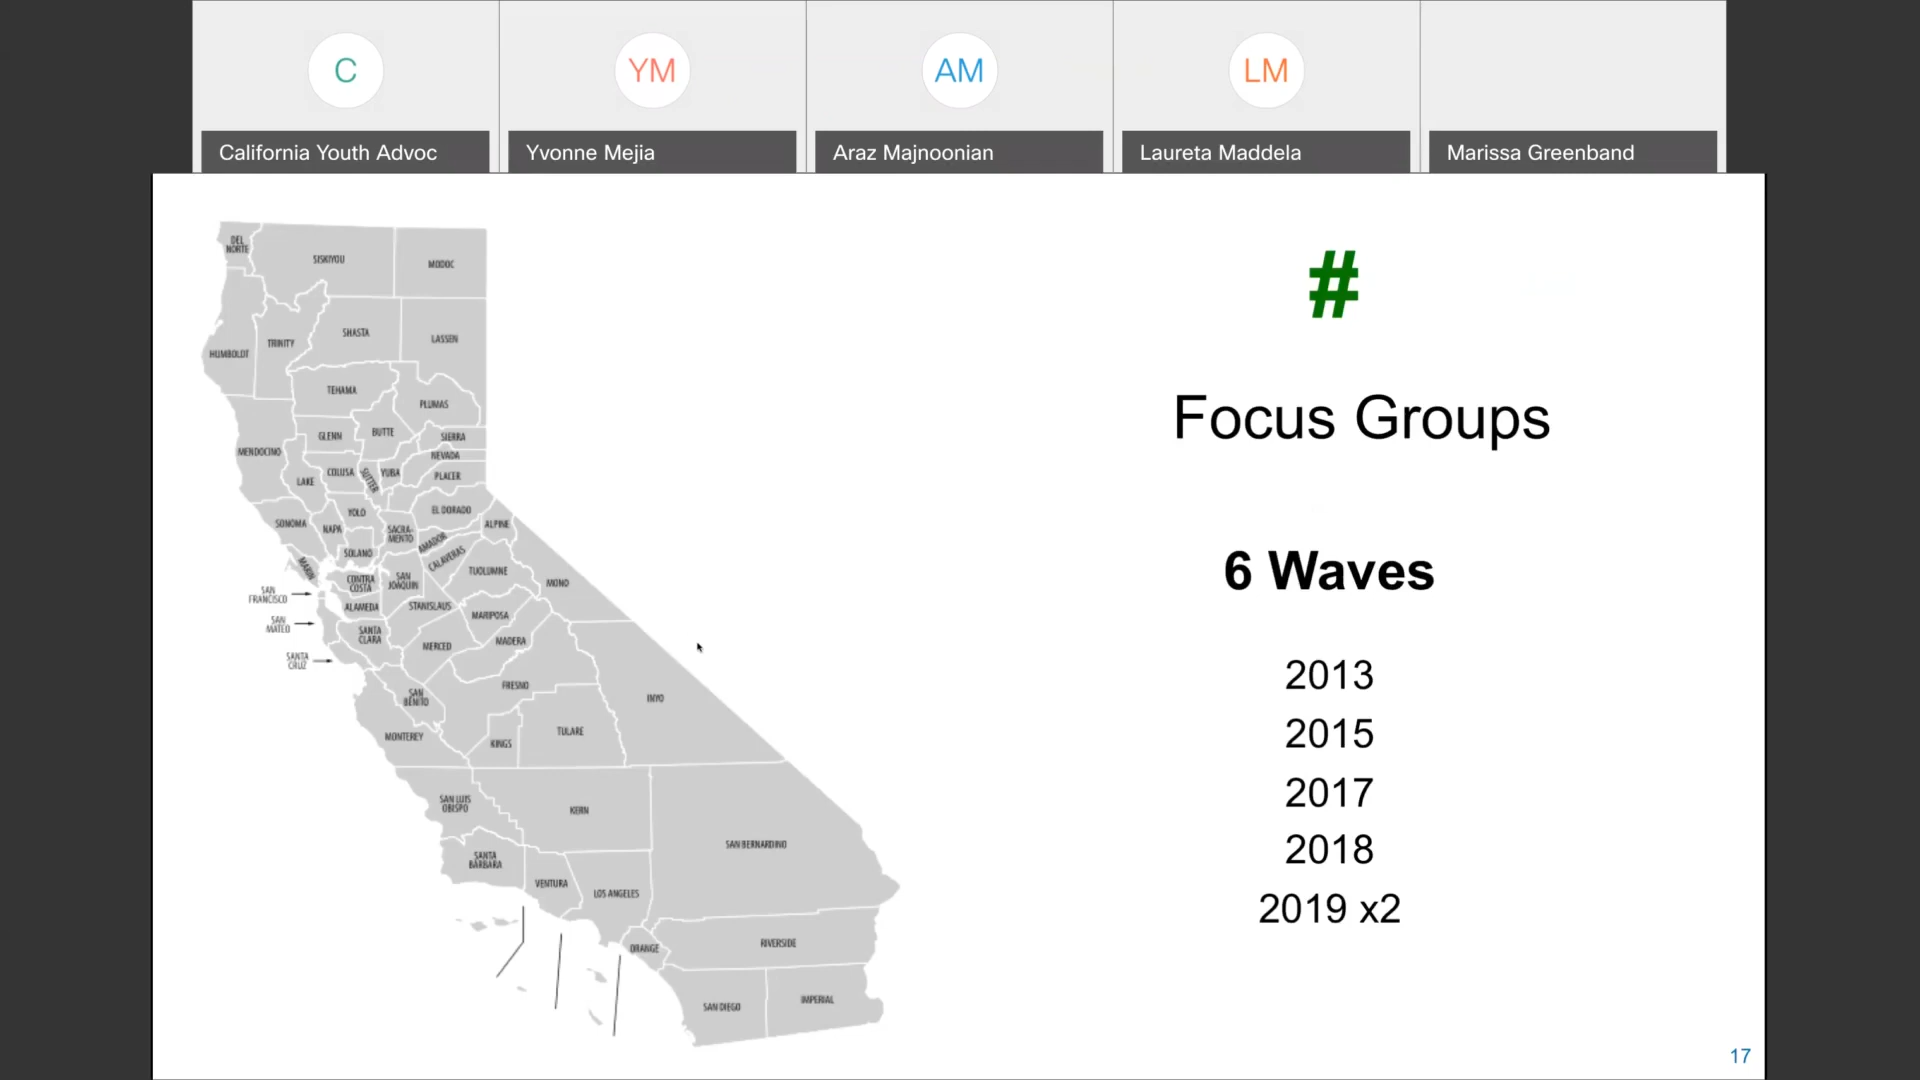 C
YM
AM
LM
California Youth Advoc
Yvonne Mejia
Araz Majnoonian
Laureta Maddela
Marissa Greenband
DEL
NORTE
SISKIYOU
MODOC
HUMBOLDT
TRINITY
SHASTA
LASSEN
TEHAMA
PLUMAS
MENDOCINO
GLENN
BUTTE
SIERRA
NEVADA
LAKE
COLUSA
SUTTER
YUBA
PLACER
SONOMA
NAPA
YOLO
SACRA-
MENTO
EL DORADO
ALPINE
MARIN
SOLANO
AMADOR
CALAVERAS
TUOLUMNE
MONO
SAN
FRANCISCO
CONTRA
COSTA
SAN
JOAQUIN
ALAMEDA
STANISLAUS
MARIPOSA
SAN
MATEO
SANTA
CLARA
MERCED
MADERA
SANTA
CRUZ
SAN
BENITO
FRESNO
INYO
MONTEREY
KINGS
TULARE
SAN LUIS
OBISPO
KERN
SAN BERNARDINO
SANTA
BARBARA
VENTURA
LOS ANGELES
ORANGE
RIVERSIDE
SAN DIEGO
IMPERIAL
#
Focus Groups
6 Waves
2013
2015
2017
2018
2019 x2
17